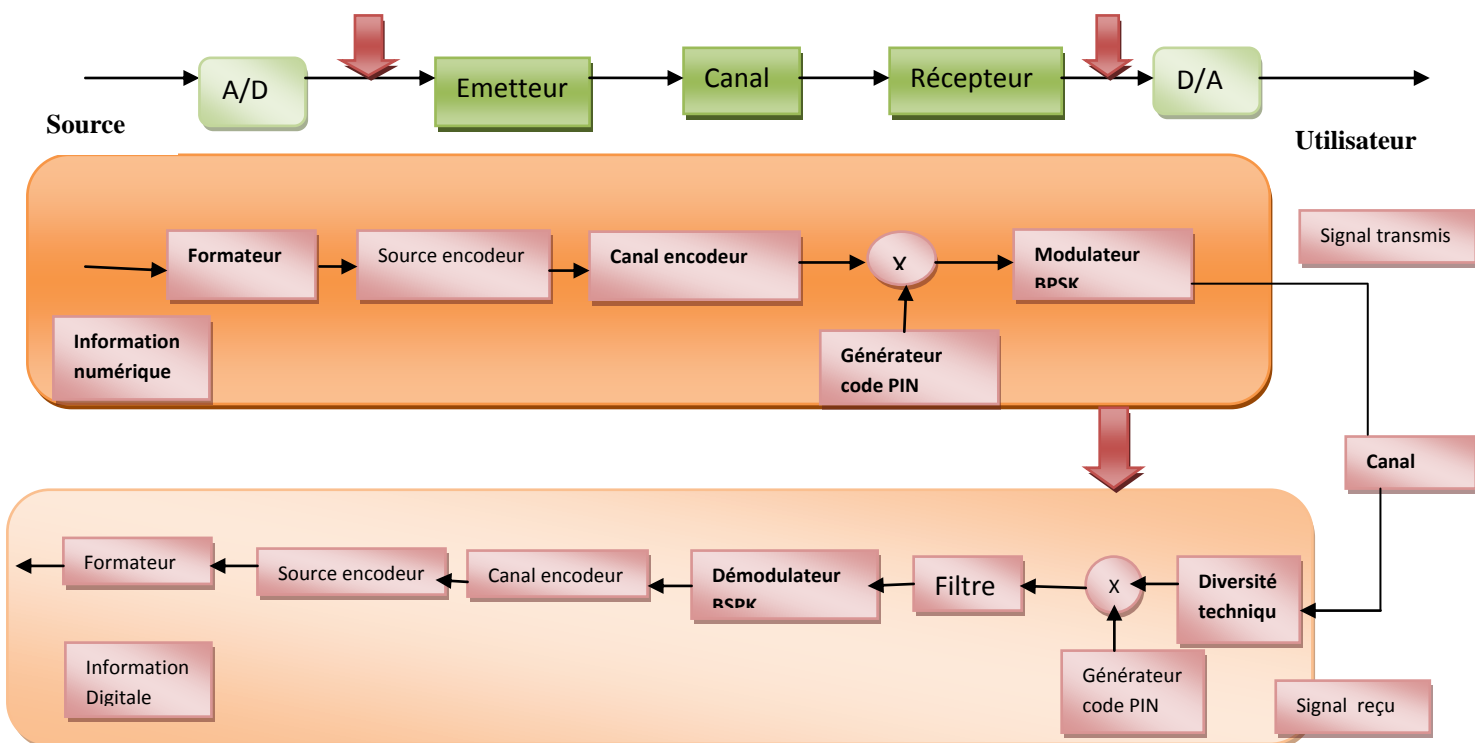 A/D
Emetteur
Canal
Récepteur
D/A
Source
Utilisateur
Formateur
Source encodeur
Canal encodeur
X
Modulateur
BPSK
Signal transmis
Information
numérique
Générateur
code PIN
Canal
Formateur
Source encodeur
Canal encodeur
Démodulateur
BSPK
Filtre
X
Diversité
techniqu
Information
Digitale
Générateur
code PIN
Signal reçu